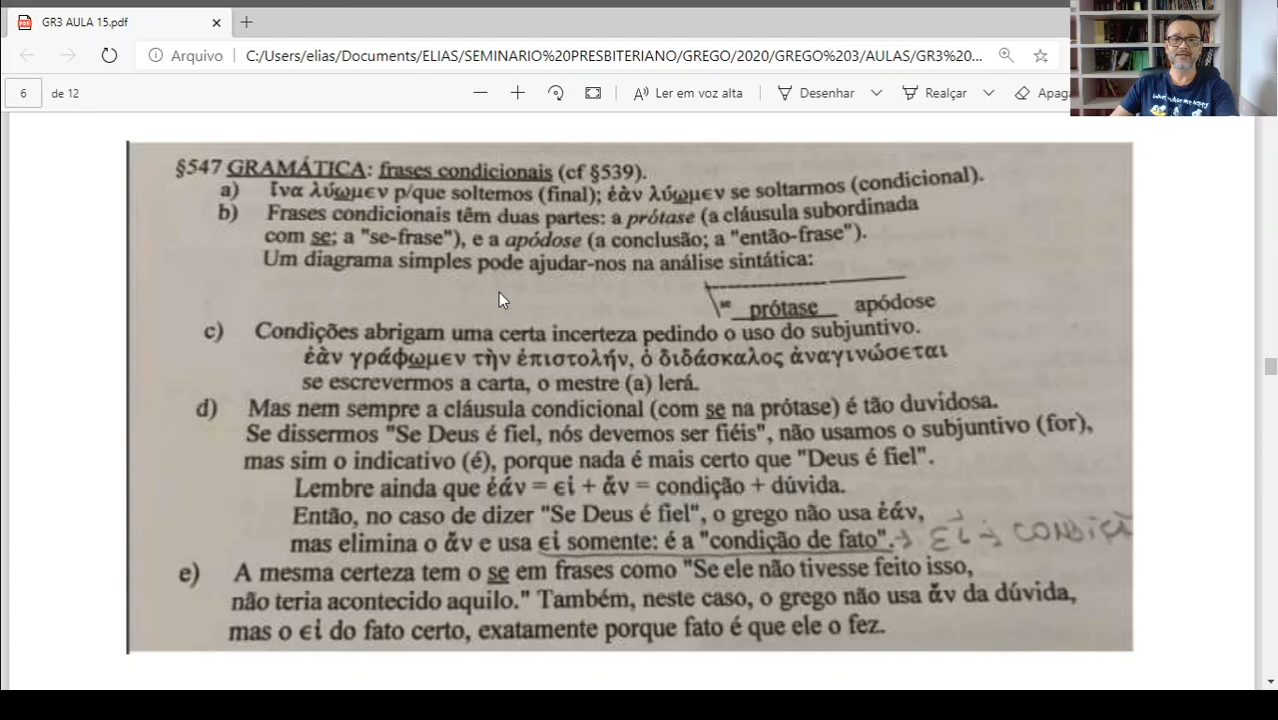 GR3 AULA 15.pdf
Arquivo
C:/Users/elias/Documents/ELIAS/SEMINARIO%20PRESBITERIANO/GREGO/2020/GREGO%203/AULAS/GR3%20...
6
de 12
Ler em voz alta
Desenhar
Realçar
Apag
§547 GRAMÁTICA: frases condicionais (cf §539).
a) ἵνα λύωμεν p/que soltemos (final); ἐὰν λύωμεν se soltarmos (condicional).
b) Frases condicionais têm duas partes: a prótase (a cláusula subordinada
com se; a "se-frase"), e a apódose (a conclusão; a "então-frase").
Um diagrama simples pode ajudar-nos na análise sintática:
se prótase apódose
c) Condições abrigam uma certa incerteza pedindo o uso do subjuntivo.
ἐὰν γράφωμεν τὴν ἐπιστολήν, ὁ διδάσκαλος ἀναγινώσεται
se escrevermos a carta, o mestre (a) lerá.
d) Mas nem sempre a cláusula condicional (com se na prótase) é tão duvidosa.
Se dissermos "Se Deus é fiel, nós devemos ser fiéis", não usamos o subjuntivo (for),
mas sim o indicativo (é), porque nada é mais certo que "Deus é fiel".
Lembre ainda que ἐάν = εἰ + ἄν = condição + dúvida.
Então, no caso de dizer "Se Deus é fiel", o grego não usa ἐάν,
mas elimina o ἄν e usa εἰ somente: é a "condição de fato". → εἰ → CONDIÇÃ
e) A mesma certeza tem o se em frases como "Se ele não tivesse feito isso,
não teria acontecido aquilo." Também, neste caso, o grego não usa ἄν da dúvida,
mas o εἰ do fato certo, exatamente porque fato é que ele o fez.